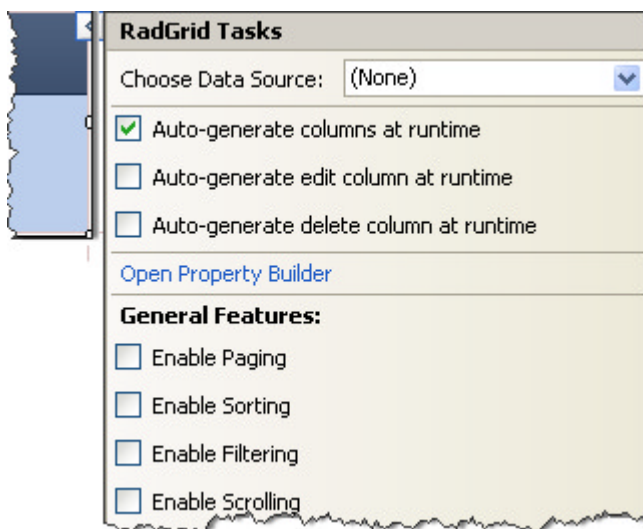 RadGrid Tasks
Choose Data Source: (None)
Auto-generate columns at runtime
Auto-generate edit column at runtime
Auto-generate delete column at runtime
Open Property Builder
General Features:
Enable Paging
Enable Sorting
Enable Filtering
Enable Scrolling